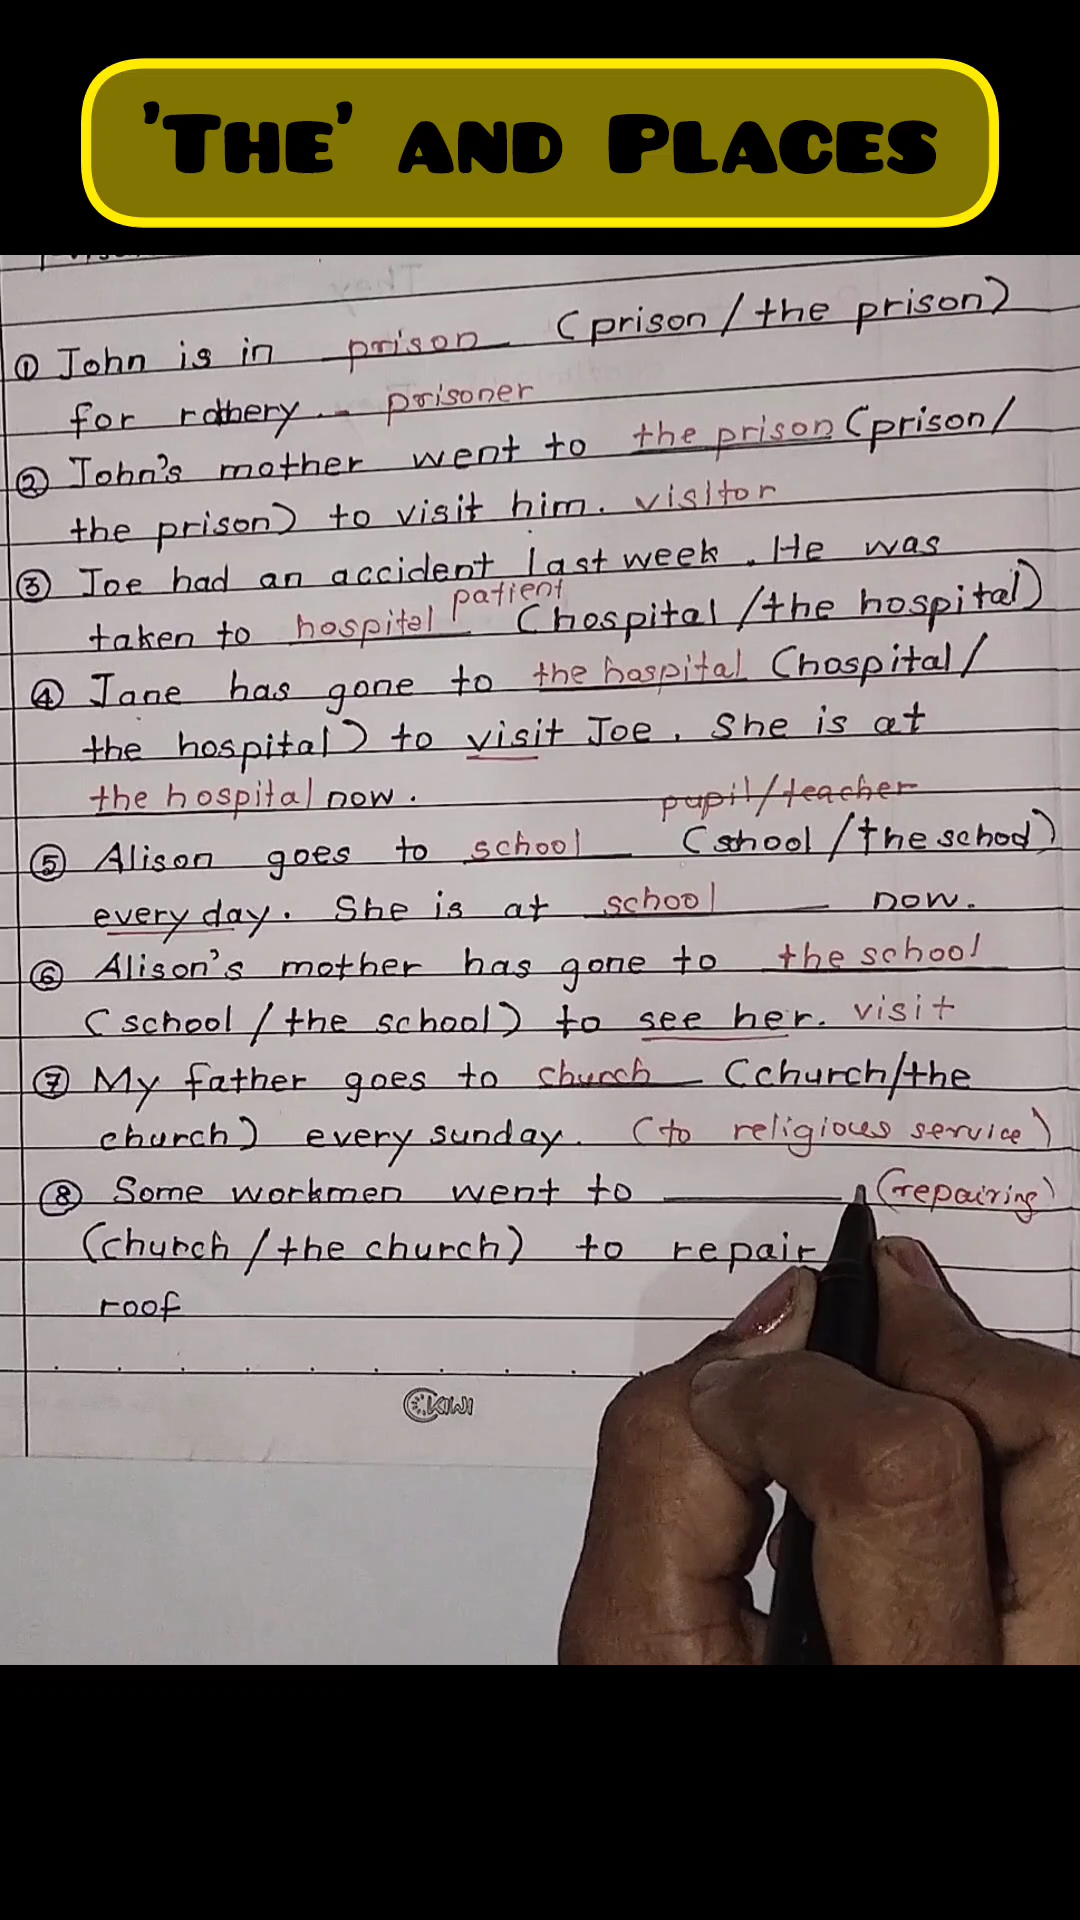 'THE' AND PLACES
① John is in prison (prison / the prison)
for robbery. - prisoner
② John's mother went to the prison (prison /
the prison) to visit him. visitor
③ Joe had an accident last week. He was
patient
taken to hospital (hospital / the hospital)
④ Jane has gone to the hospital (hospital /
the hospital) to visit Joe. She is at
the hospital now.
pupil/teacher
⑤ Alison goes to school (school / the school)
every day. She is at school now.
⑥ Alison's mother has gone to the school
(school / the school) to see her. visit
⑦ My father goes to church (church/the
church) every sunday. (to religious service)
⑧ Some workmen went to ______ (repairing)
(church / the church) to repair
roof
KIWI